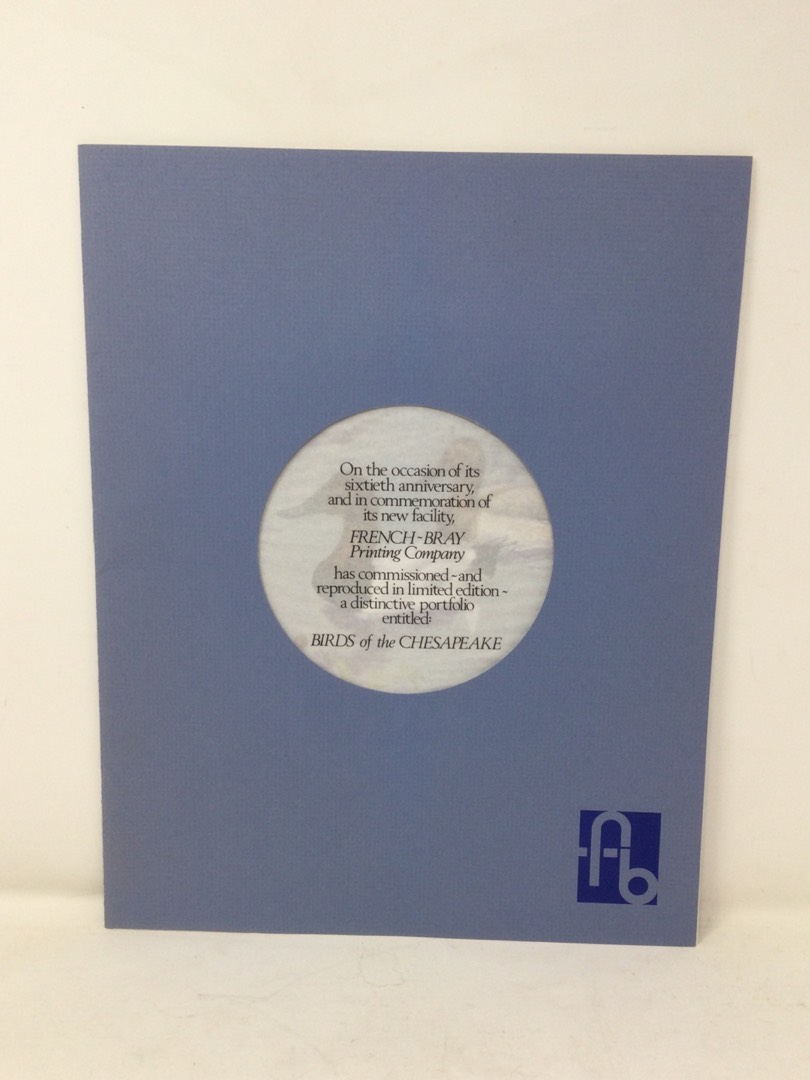 On the occasion of its
sixtieth anniversary,
and in commemoration of
its new facility,
FRENCH~BRAY
Printing Company
has commissioned~and
reproduced in limited edition~
a distinctive portfolio
entitled:
BIRDS of the CHESAPEAKE
fb